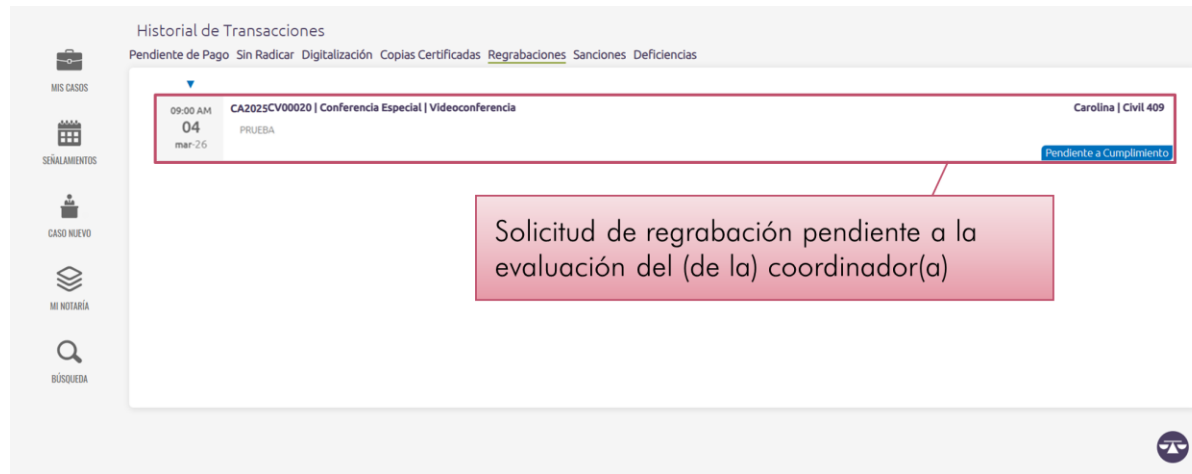 Historial de Transacciones
Pendiente de Pago Sin Radicar Digitalización Copias Certificadas Regrabaciones Sanciones Deficiencias
MIS CASOS
SEÑALAMIENTOS
CASO NUEVO
MI NOTARÍA
BÚSQUEDA
09:00 AM
04
mar-26
CA2025CV00020 | Conferencia Especial | Videoconferencia
PRUEBA
Carolina | Civil 409
Pendiente a Cumplimiento
Solicitud de regrabación pendiente a la
evaluación del (de la) coordinador(a)